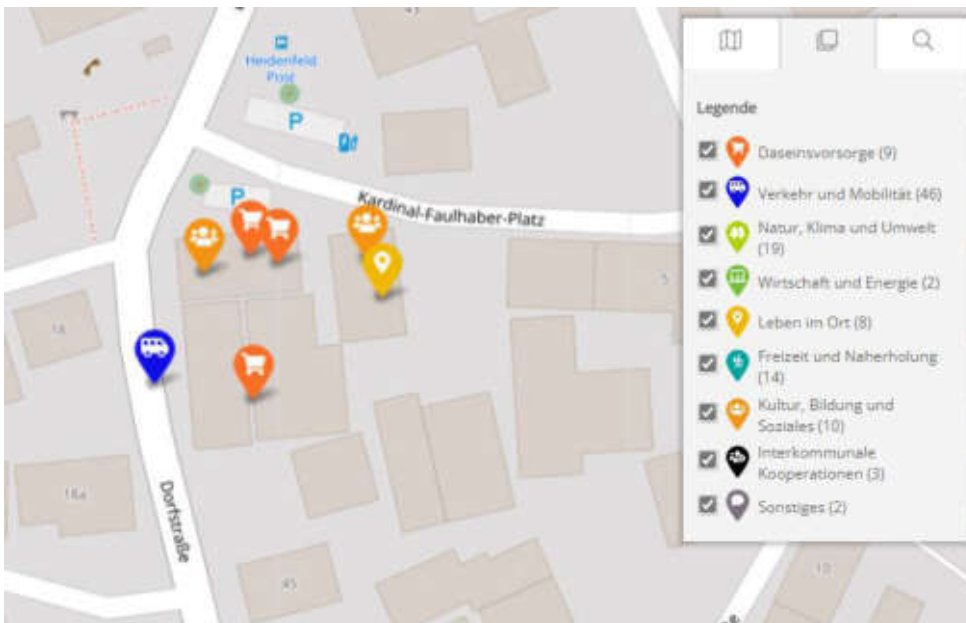 Heidenfeld
Post
P
P
Kardinal-Faulhaber-Platz
5
18
18a
Dorfstraße
45
10
Legende
Daseinsvorsorge (9)
Verkehr und Mobilität (46)
Natur, Klima und Umwelt
(19)
Wirtschaft und Energie (2)
Leben im Ort (8)
Freizeit und Naherholung
(14)
Kultur, Bildung und
Soziales (10)
Interkommunale
Kooperationen (3)
Sonstiges (2)